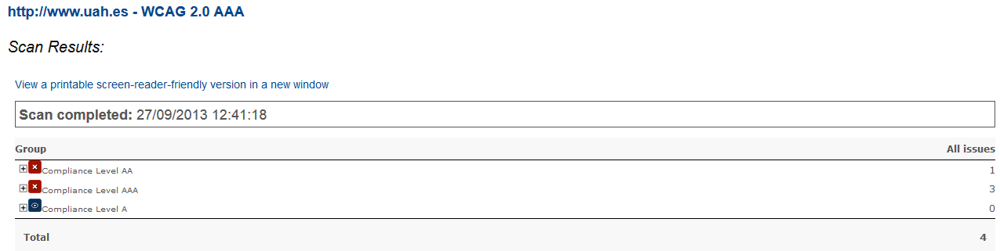 http://www.uah.es - WCAG 2.0 AAA
Scan Results:
View a printable screen-reader-friendly version in a new window
Scan completed: 27/09/2013 12:41:18
Group All issues
Compliance Level AA 1
Compliance Level AAA 3
Compliance Level A 0
Total 4